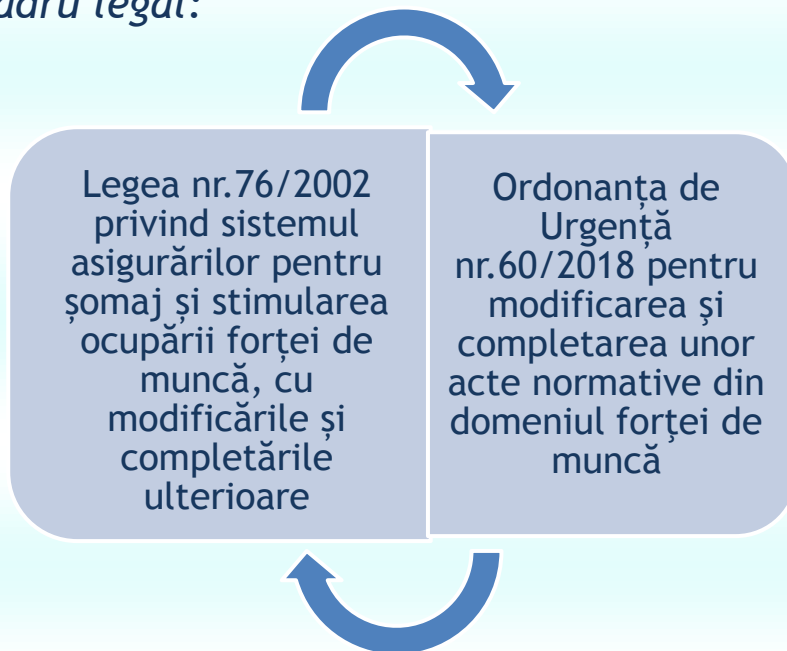 adru legal:
Legea nr.76/2002
privind sistemul
asigurărilor pentru
șomaj și stimularea
ocupării forței de
muncă, cu
modificările și
completările
ulterioare
Ordonanța de
Urgență
nr.60/2018 pentru
modificarea şi
completarea unor
acte normative din
domeniul forţei de
muncă